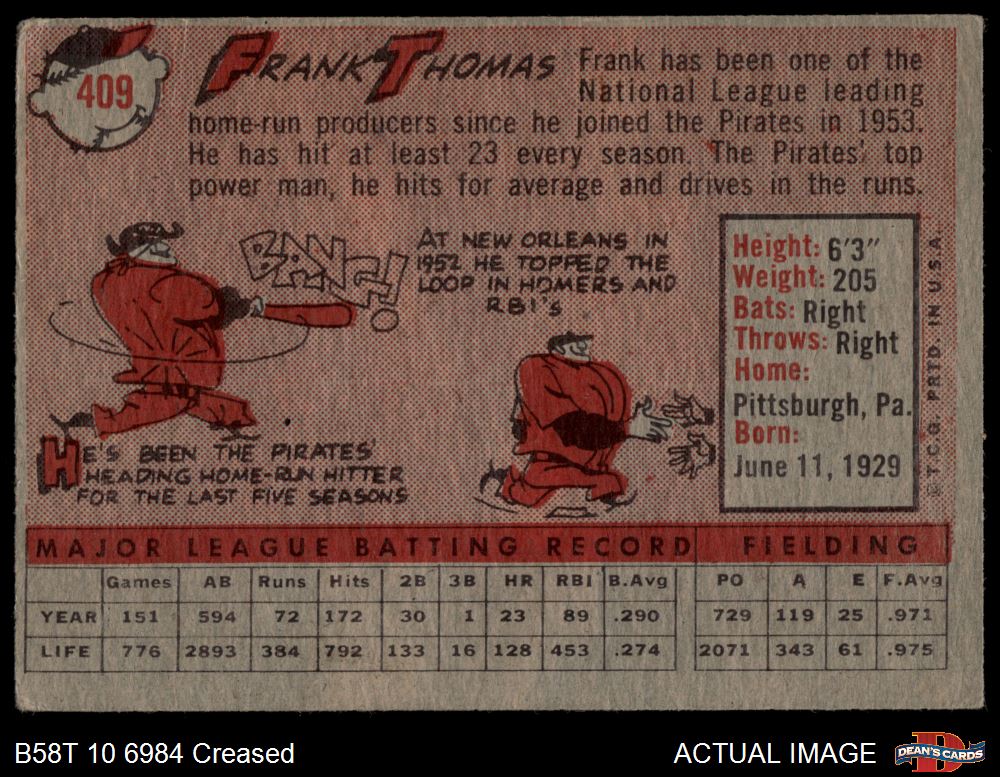 409
FRANK THOMAS
Frank has been one of the
National League leading
home-run producers since he joined the Pirates in 1953.
He has hit at least 23 every season. The Pirates' top
power man, he hits for average and drives in the runs.
BANG!
AT NEW ORLEANS IN
1952 HE TOPPED THE
LOOP IN HOMERS AND
RBI's
HE'S BEEN THE PIRATES'
HEADING HOME-RUN HITTER
FOR THE LAST FIVE SEASONS
Height: 6'3"
Weight: 205
Bats: Right
Throws: Right
Home:
Pittsburgh, Pa.
Born:
June 11, 1929
© T.C.G. PRTD. IN U.S.A.
MAJOR LEAGUE BATTING RECORD FIELDING
Games AB Runs Hits 2B 3B HR RBI B.Avg PO A E F.Avg
YEAR 151 594 72 172 30 1 23 89 .290 729 119 25 .971
LIFE 776 2893 384 792 133 16 128 453 .274 2071 343 61 .975
B58T 10 6984 Creased ACTUAL IMAGE DEAN'S CARDS